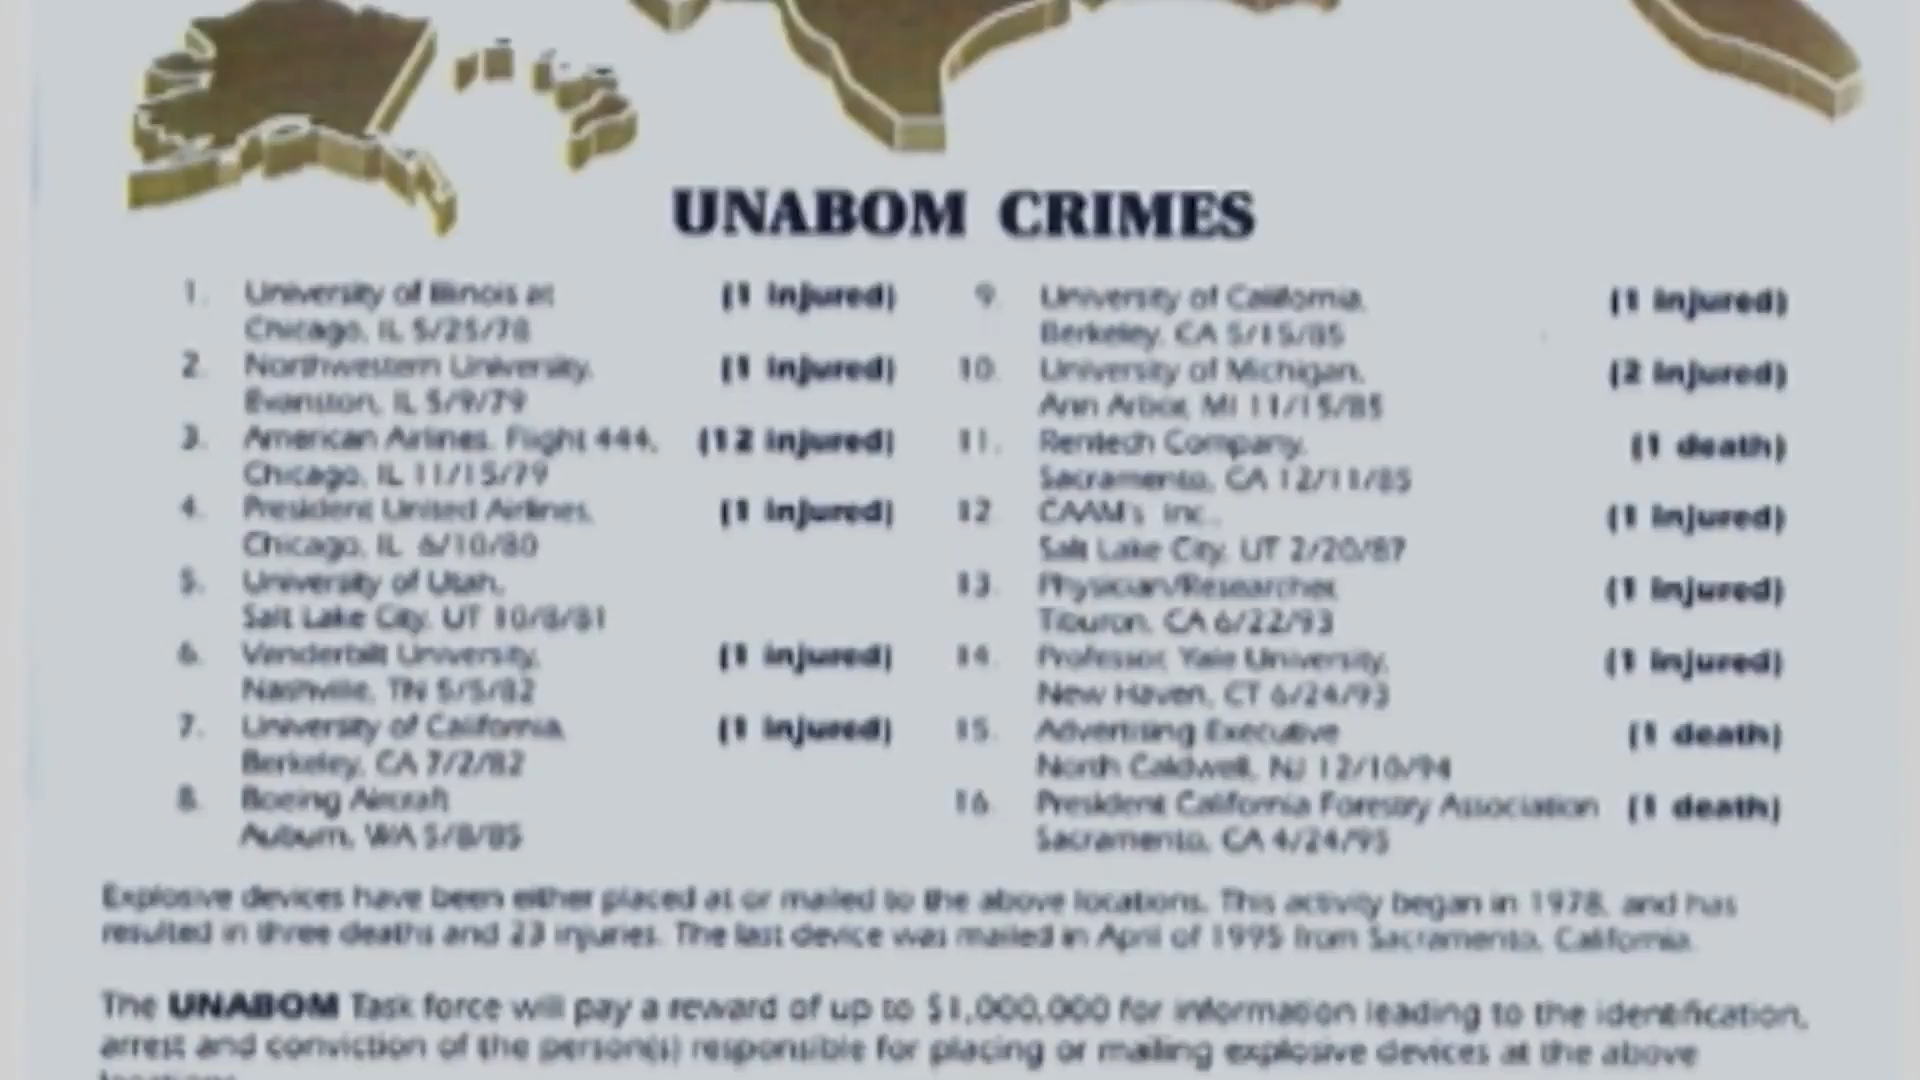 UNABOM CRIMES
1. University of Illinois at (1 injured)
Chicago, IL 5/25/78
2. Northwestern University, (1 injured)
Evanston, IL 5/9/79
3. American Airlines, Flight 444, (12 injured)
Chicago, IL 11/15/79
4. President United Airlines, (1 injured)
Chicago, IL 6/10/80
5. University of Utah,
Salt Lake City, UT 10/8/81
6. Vanderbilt University, (1 injured)
Nashville, TN 5/5/82
7. University of California, (1 injured)
Berkeley, CA 7/2/82
8. Boeing Aircraft
Auburn, WA 5/8/85
9. University of California, (1 injured)
Berkeley, CA 5/15/85
10. University of Michigan, (2 injured)
Ann Arbor, MI 11/15/85
11. Rentech Company, (1 death)
Sacramento, CA 12/11/85
12. CAAM's Inc., (1 injured)
Salt Lake City, UT 2/20/87
13. Physician/Researcher, (1 injured)
Tiburon, CA 6/22/93
14. Professor, Yale University, (1 injured)
New Haven, CT 6/24/93
15. Advertising Executive (1 death)
North Caldwell, NJ 12/10/94
16. President California Forestry Association (1 death)
Sacramento, CA 4/24/95
Explosive devices have been either placed at or mailed to the above locations. This activity began in 1978, and has
resulted in three deaths and 23 injuries. The last device was mailed in April of 1995 from Sacramento, California.
The UNABOM Task force will pay a reward of up to $1,000,000 for information leading to the identification,
arrest and conviction of the person(s) responsible for placing or mailing explosive devices at the above